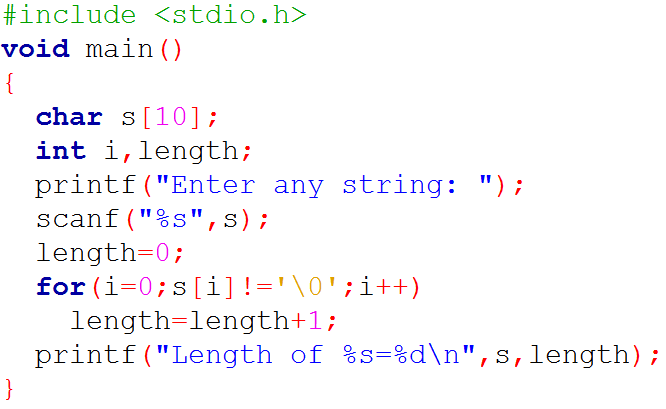 #include <stdio.h>
void main()
{
  char s[10];
  int i,length;
  printf("Enter any string: ");
  scanf("%s",s);
  length=0;
  for(i=0;s[i]!='\0';i++)
    length=length+1;
  printf("Length of %s=%d\n",s,length);
}